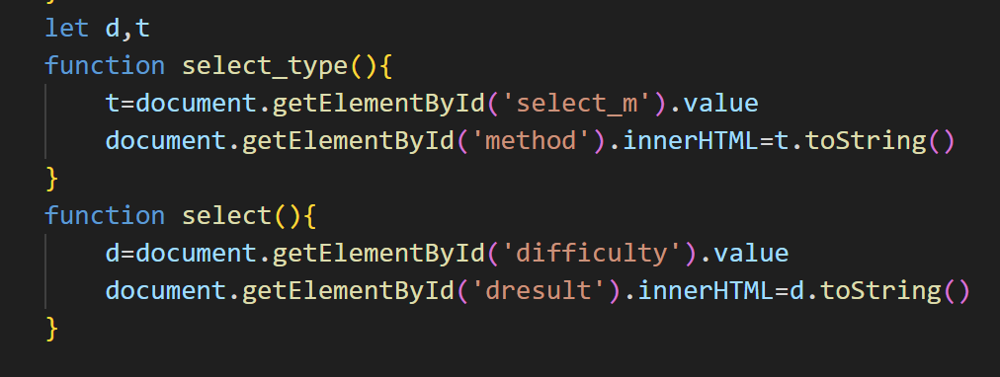 let d,t
function select_type(){
    t=document.getElementById('select_m').value
    document.getElementById('method').innerHTML=t.toString()
}
function select(){
    d=document.getElementById('difficulty').value
    document.getElementById('dresult').innerHTML=d.toString()
}